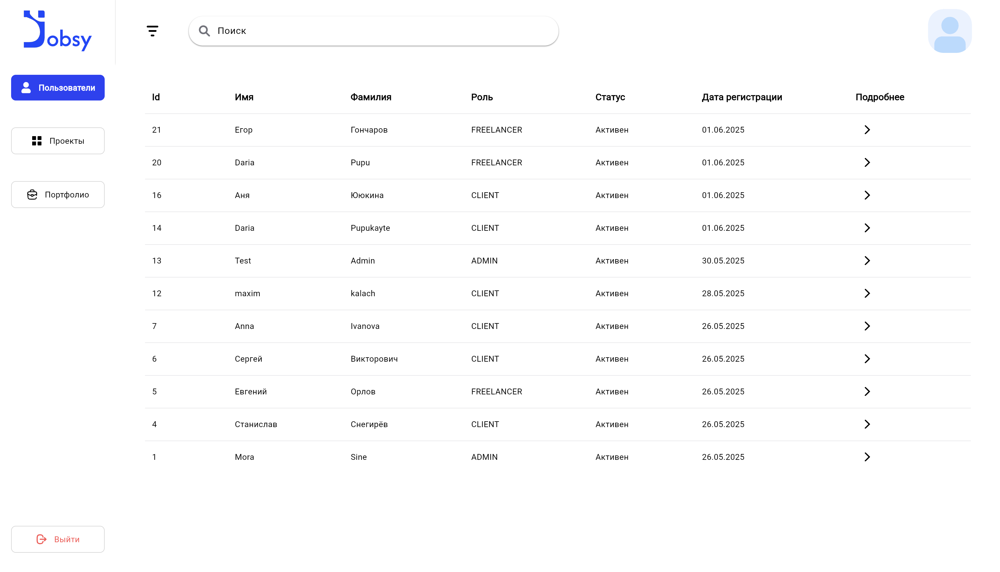 Jobsy
Поиск
Пользователи
Проекты
Портфолио
Выйти
Id Имя Фамилия Роль Статус Дата регистрации Подробнее
21 Егор Гончаров FREELANCER Активен 01.06.2025
20 Daria Pupu FREELANCER Активен 01.06.2025
16 Аня Ююкина CLIENT Активен 01.06.2025
14 Daria Pupukayte CLIENT Активен 01.06.2025
13 Test Admin ADMIN Активен 30.05.2025
12 maxim kalach CLIENT Активен 28.05.2025
7 Anna Ivanova CLIENT Активен 26.05.2025
6 Сергей Викторович CLIENT Активен 26.05.2025
5 Евгений Орлов FREELANCER Активен 26.05.2025
4 Станислав Снегирёв CLIENT Активен 26.05.2025
1 Mora Sine ADMIN Активен 26.05.2025